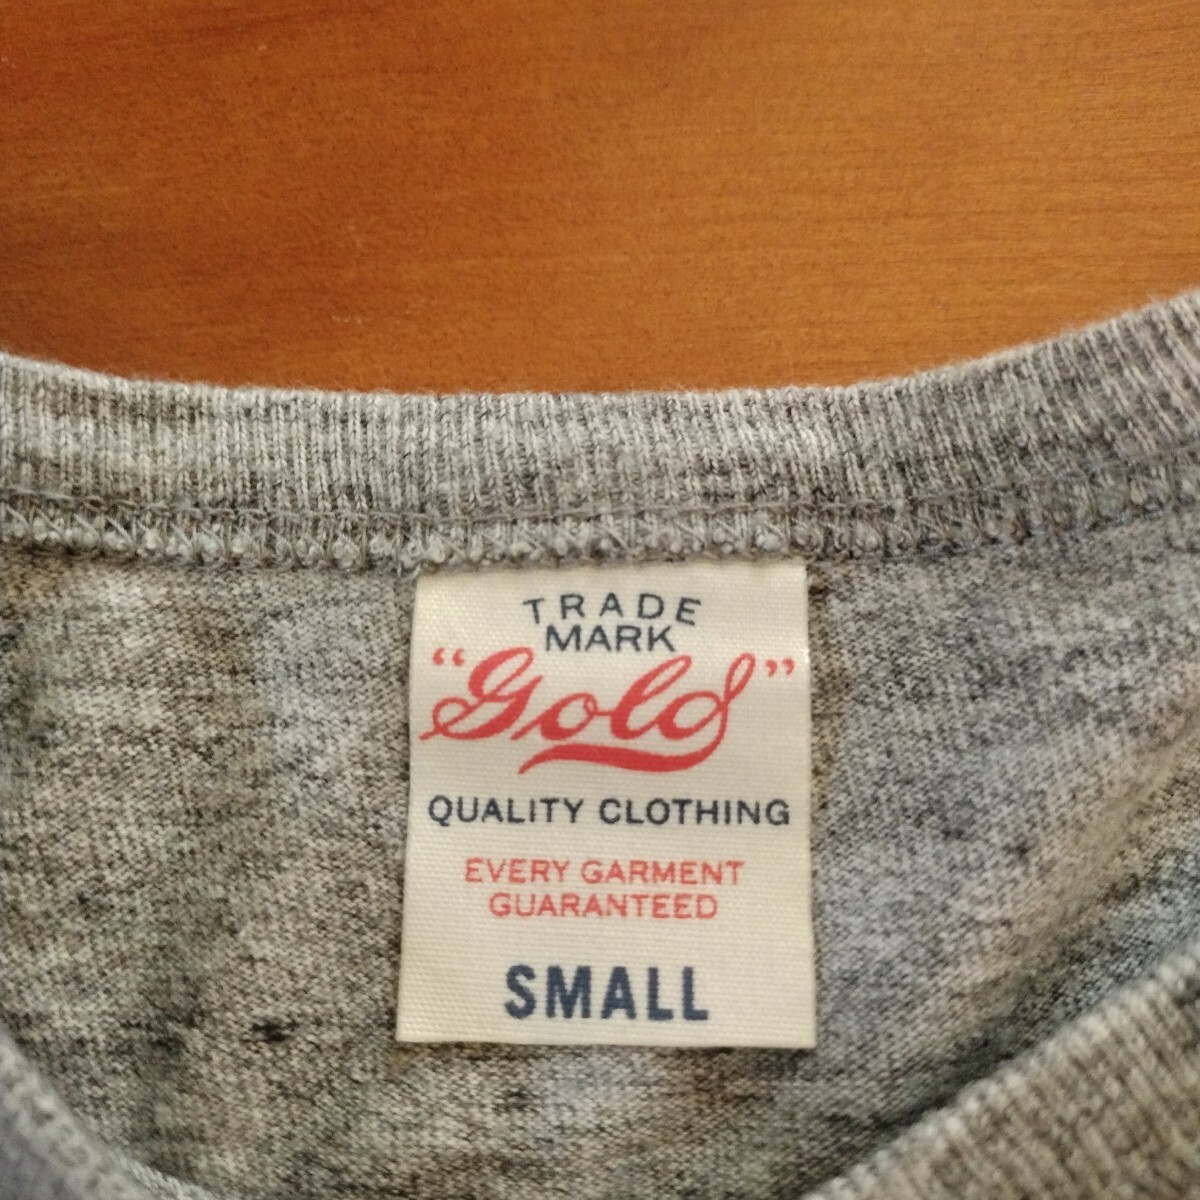 TRADE
MARK
“Gold”
QUALITY CLOTHING
EVERY GARMENT
GUARANTEED
SMALL